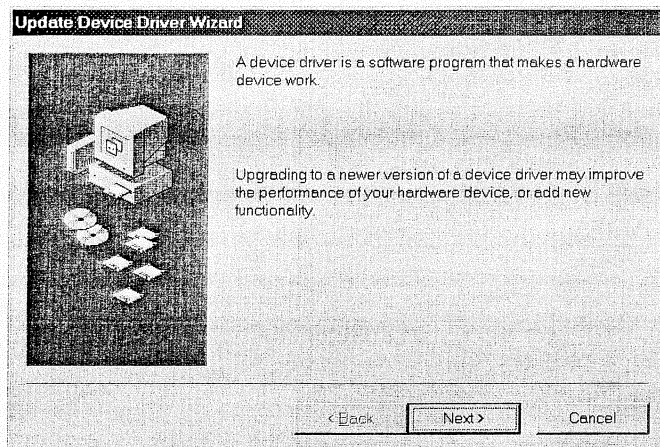 Update Device Driver Wizard
A device driver is a software program that makes a hardware
device work.
Upgrading to a newer version of a device driver may improve
the performance of your hardware device, or add new
functionality.
< Back
Next >
Cancel